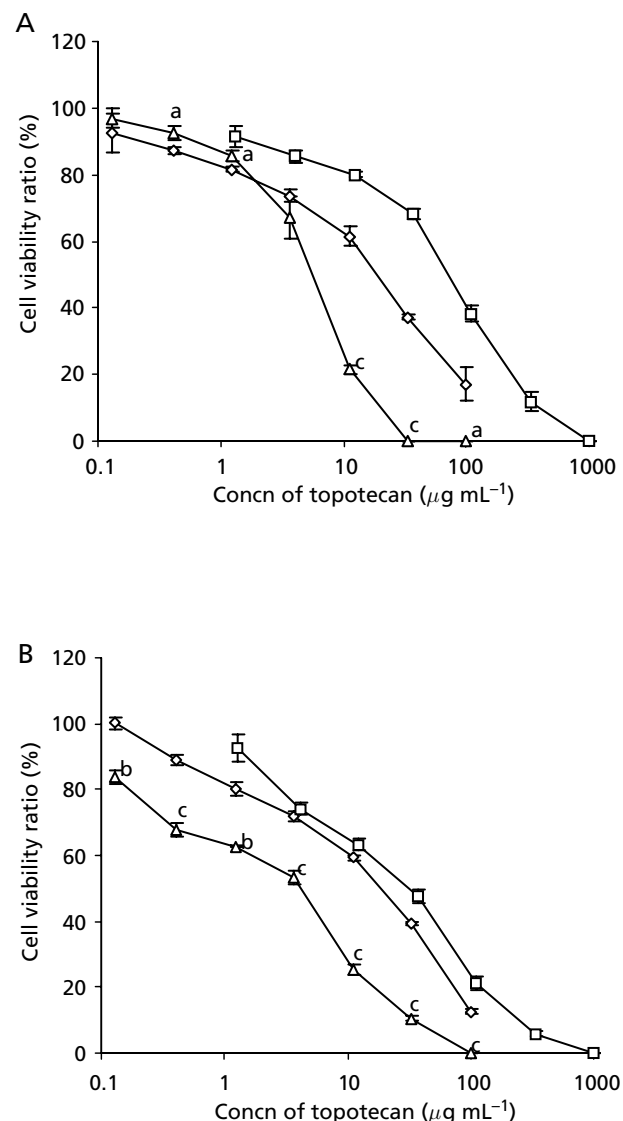 A
120
100
80
60
40
20
0
Cell viability ratio (%)
a
a
c
c
a
0.1 1 10 100 1000
Concn of topotecan (μg mL⁻¹)
B
120
100
80
60
40
20
0
Cell viability ratio (%)
b
c
b
c
c
c
c
0.1 1 10 100 1000
Concn of topotecan (μg mL⁻¹)